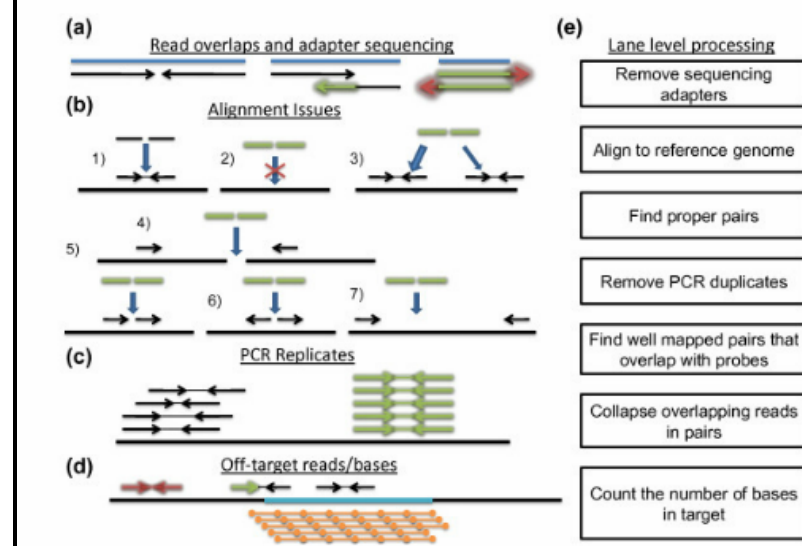 (a)
Read overlaps and adapter sequencing
(b)
Alignment Issues
1)
2)
3)
4)
5)
6)
7)
(c)
PCR Replicates
(d)
Off-target reads/bases
(e)
Lane level processing
Remove sequencing
adapters
Align to reference genome
Find proper pairs
Remove PCR duplicates
Find well mapped pairs that
overlap with probes
Collapse overlapping reads
in pairs
Count the number of bases
in target